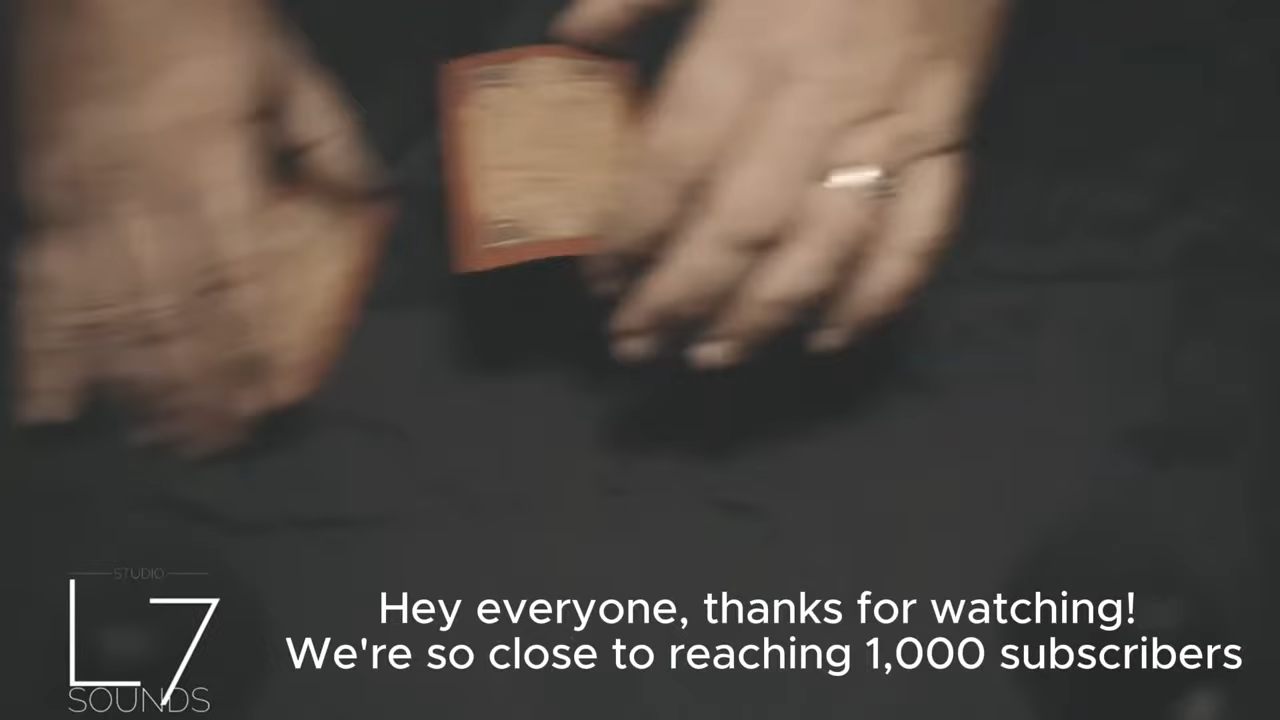 STUDIO
L7
SOUNDS
Hey everyone, thanks for watching!
We're so close to reaching 1,000 subscribers